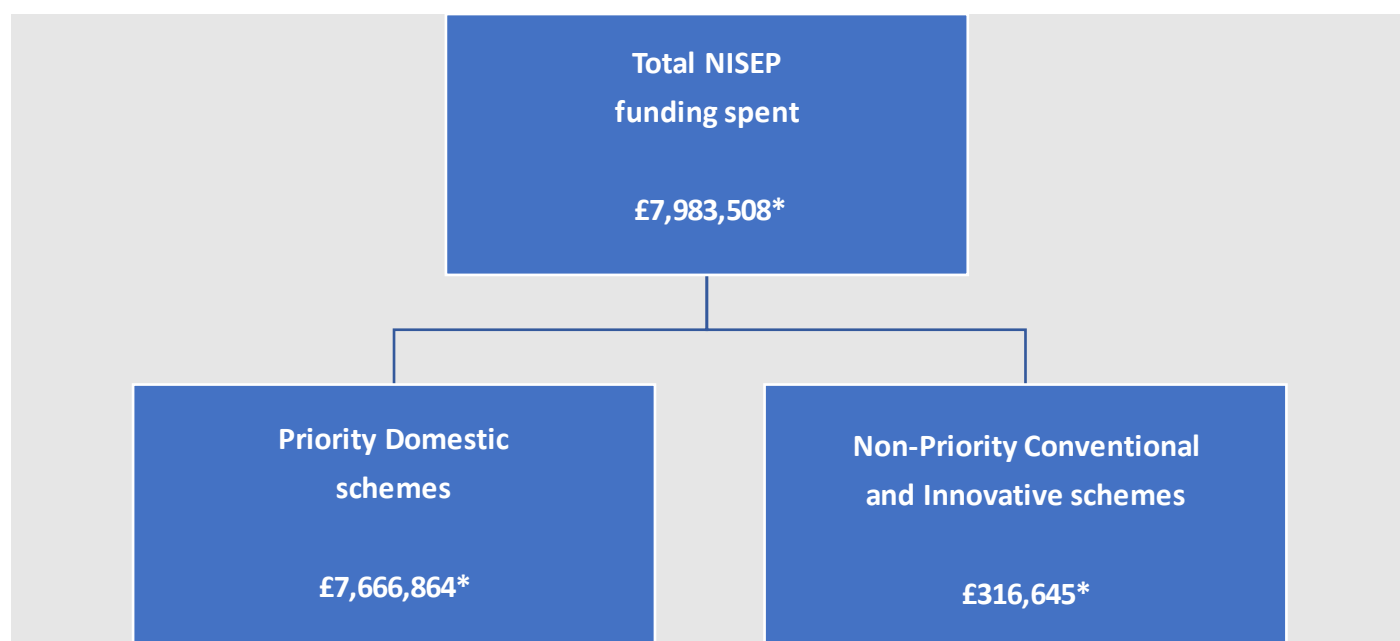 Total NISEP
funding spent
£7,983,508*
Priority Domestic
schemes
£7,666,864*
Non-Priority Conventional
and Innovative schemes
£316,645*